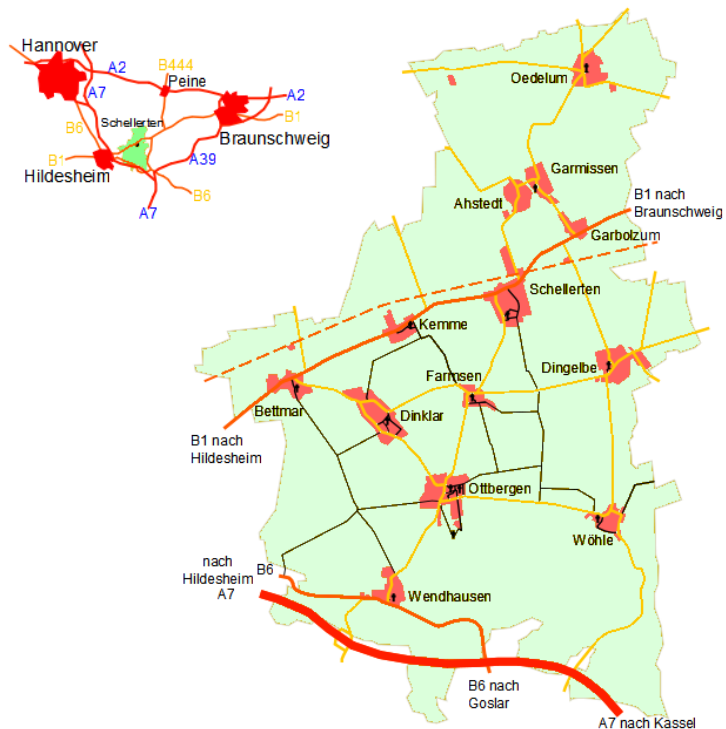 Hannover
B444
A2
Peine
A7
A2
Schellerten
B6
B1
Braunschweig
B1
A39
Hildesheim
B6
A7
Oedelum
Garmissen
Ahstedt
B1 nach
Braunschweig
Garbolzum
Schellerten
Kemme
Farmsen
Dingelbe
Bettmar
Dinklar
B1 nach
Hildesheim
Ottbergen
Wöhle
nach
Hildesheim
B6
A7
Wendhausen
B6 nach
Goslar
A7 nach Kassel